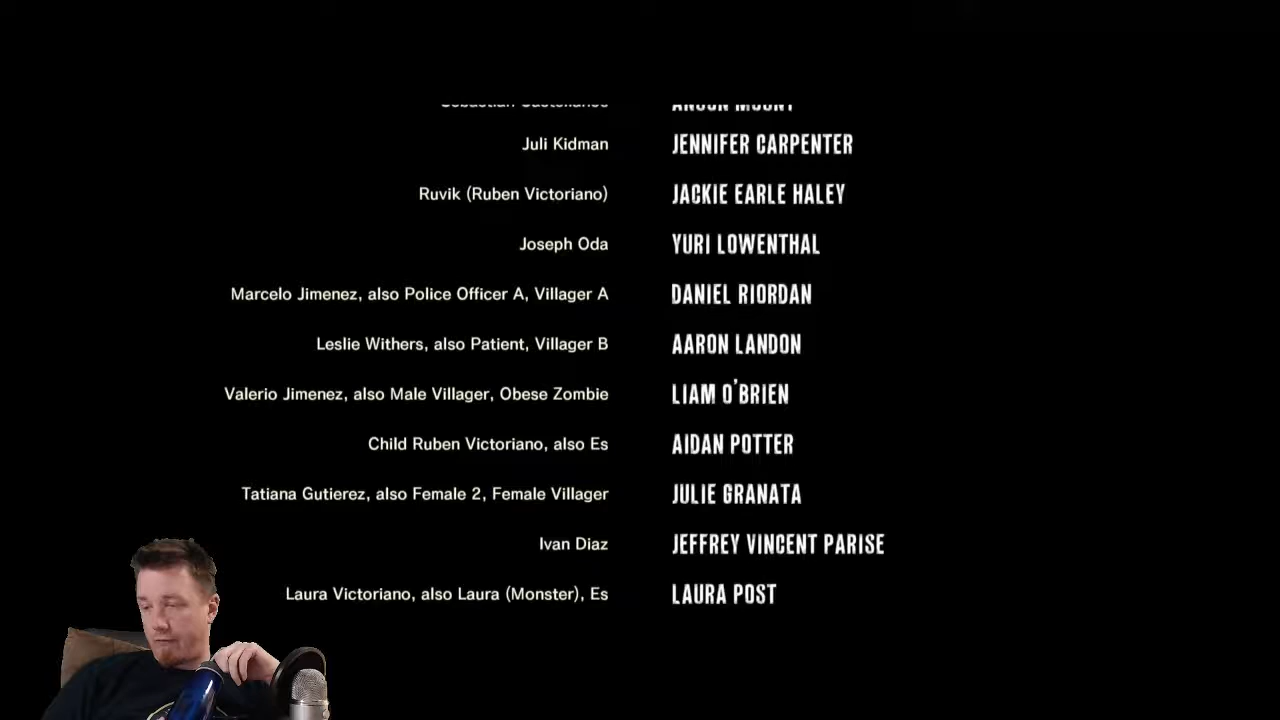 Juli Kidman JENNIFER CARPENTER
Ruvik (Ruben Victoriano) JACKIE EARLE HALEY
Joseph Oda YURI LOWENTHAL
Marcelo Jimenez, also Police Officer A, Villager A DANIEL RIORDAN
Leslie Withers, also Patient, Villager B AARON LANDON
Valerio Jimenez, also Male Villager, Obese Zombie LIAM O'BRIEN
Child Ruben Victoriano, also Es AIDAN POTTER
Tatiana Gutierez, also Female 2, Female Villager JULIE GRANATA
Ivan Diaz JEFFREY VINCENT PARISE
Laura Victoriano, also Laura (Monster), Es LAURA POST